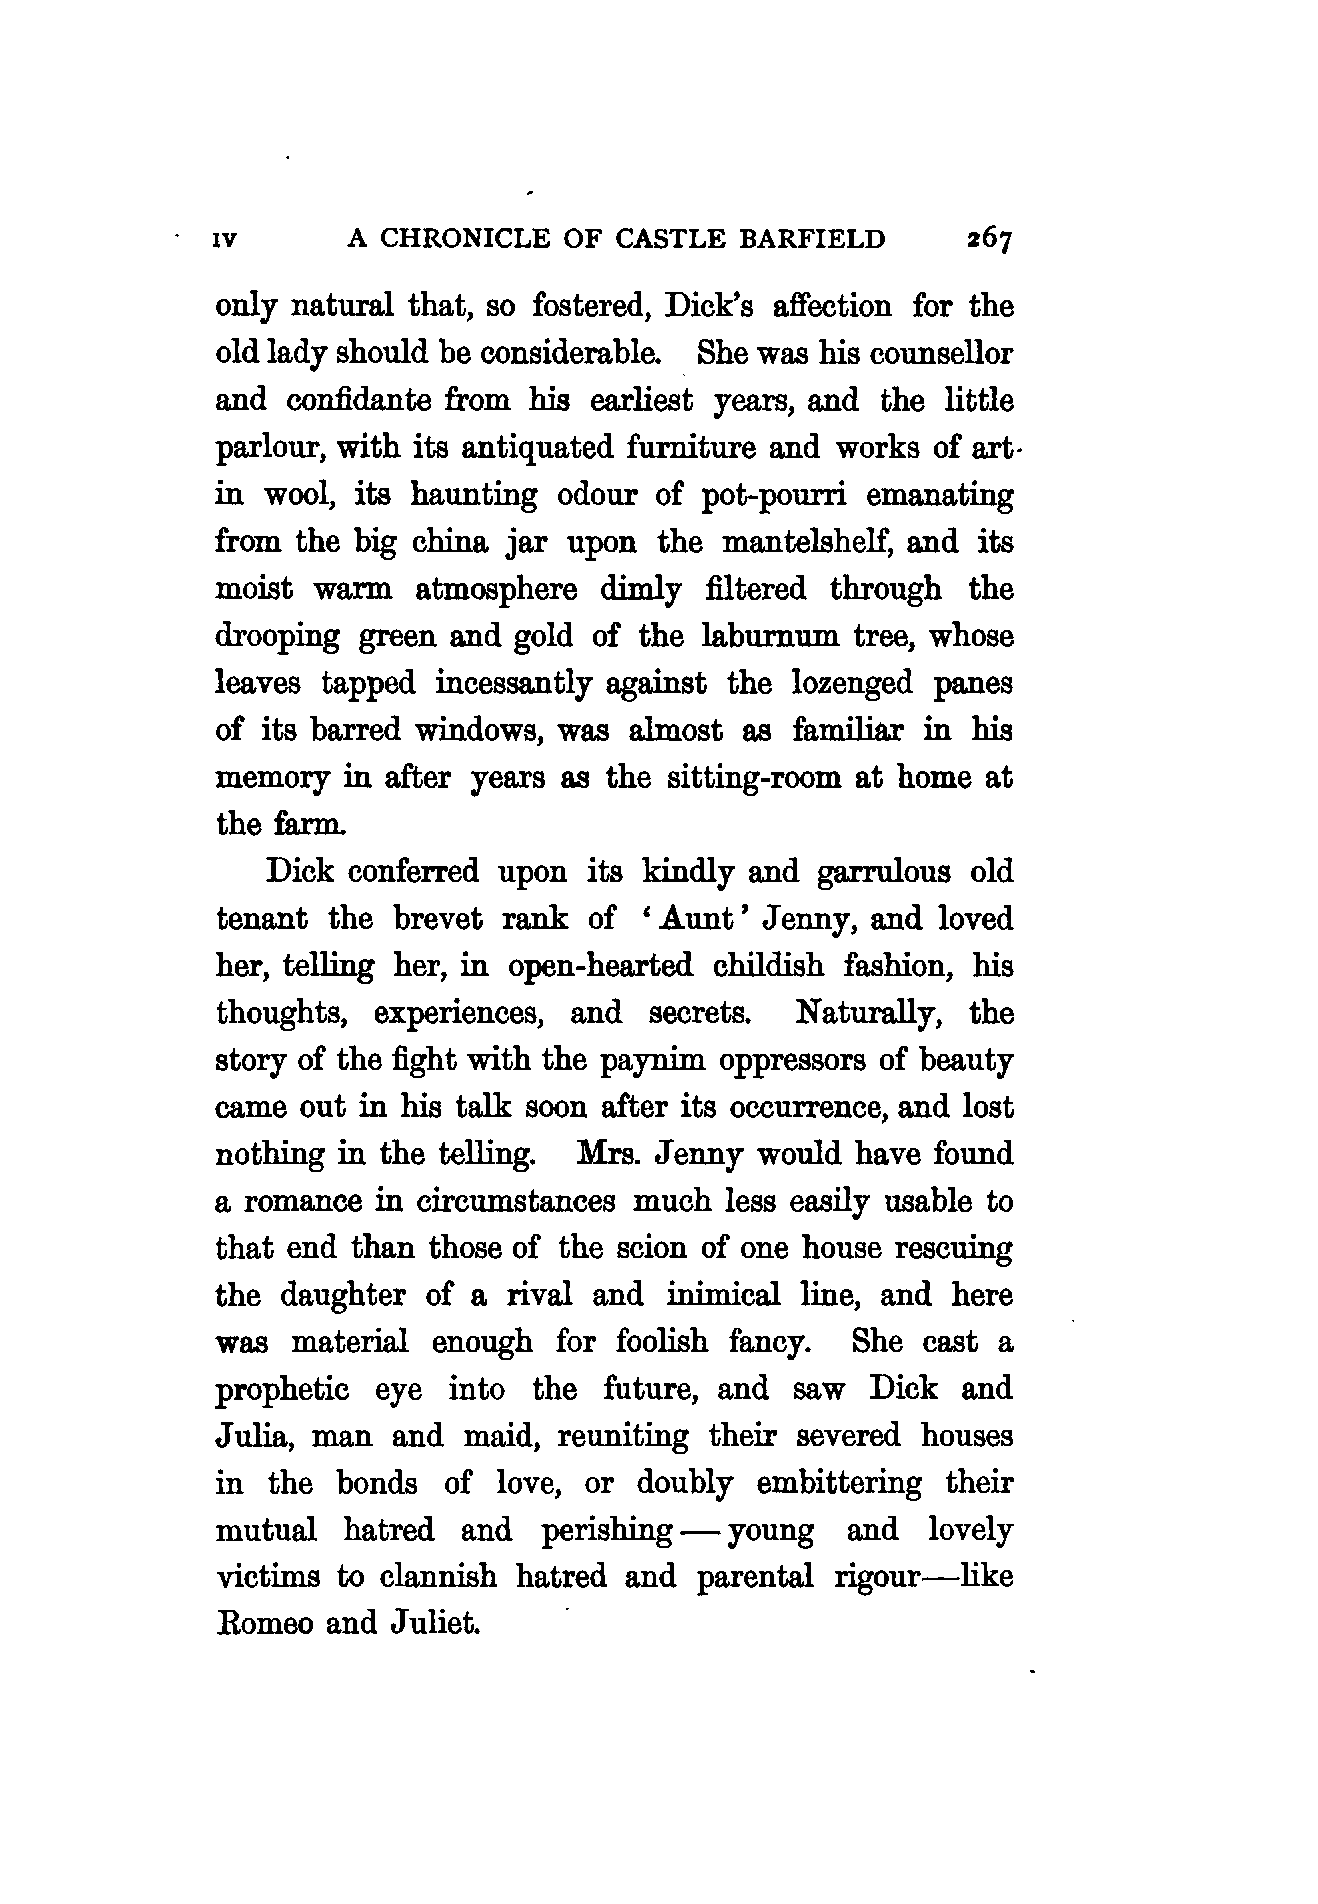 IV A CHRONICLE OF CASTLE BARFIELD 267
only natural that, so fostered, Dick's affection for the
old lady should be considerable. She was his counsellor
and confidante from his earliest years, and the little
parlour, with its antiquated furniture and works of art
in wool, its haunting odour of pot-pourri emanating
from the big china jar upon the mantelshelf, and its
moist warm atmosphere dimly filtered through the
drooping green and gold of the laburnum tree, whose
leaves tapped incessantly against the lozenged panes
of its barred windows, was almost as familiar in his
memory in after years as the sitting-room at home at
the farm.
Dick conferred upon its kindly and garrulous old
tenant the brevet rank of ‘Aunt’ Jenny, and loved
her, telling her, in open-hearted childish fashion, his
thoughts, experiences, and secrets. Naturally, the
story of the fight with the paynim oppressors of beauty
came out in his talk soon after its occurrence, and lost
nothing in the telling. Mrs. Jenny would have found
a romance in circumstances much less easily usable to
that end than those of the scion of one house rescuing
the daughter of a rival and inimical line, and here
was material enough for foolish fancy. She cast a
prophetic eye into the future, and saw Dick and
Julia, man and maid, reuniting their severed houses
in the bonds of love, or doubly embittering their
mutual hatred and perishing—young and lovely
victims to clannish hatred and parental rigour—like
Romeo and Juliet.